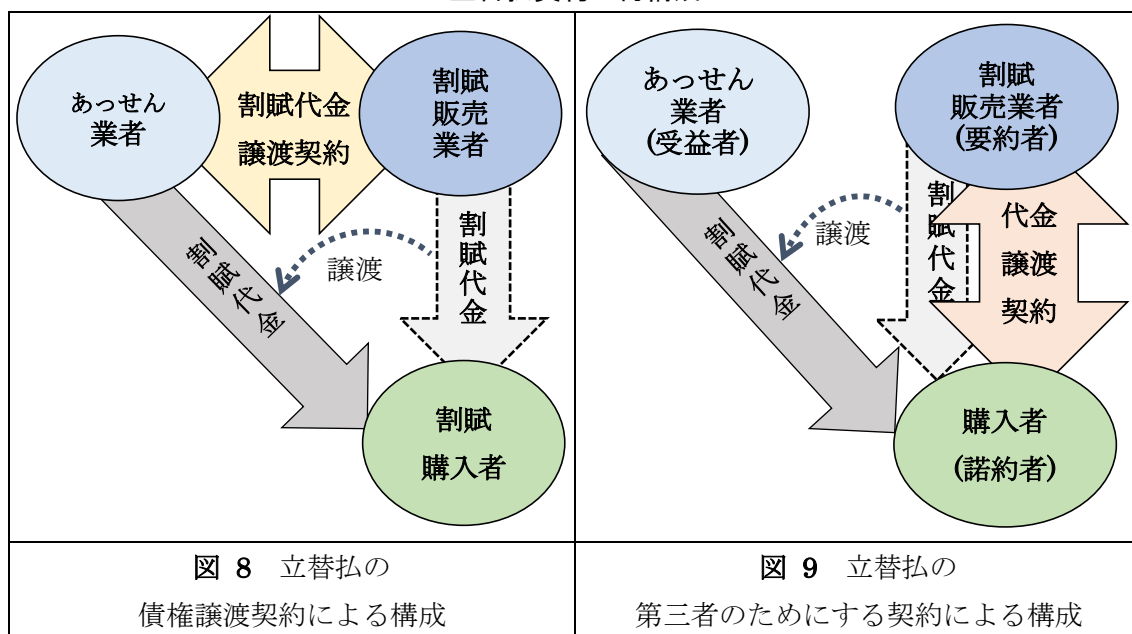 あっせん
業者
割賦代金
譲渡契約
割賦
販売
業者
割賦代金
譲渡
割賦代金
割賦
購入者
図 8 立替払の
債権譲渡契約による構成
あっせん
業者
(受益者)
割賦
販売業者
(要約者)
割賦代金
譲渡
割賦代金
代金
譲渡
契約
購入者
(諾約者)
図 9 立替払の
第三者のためにする契約による構成